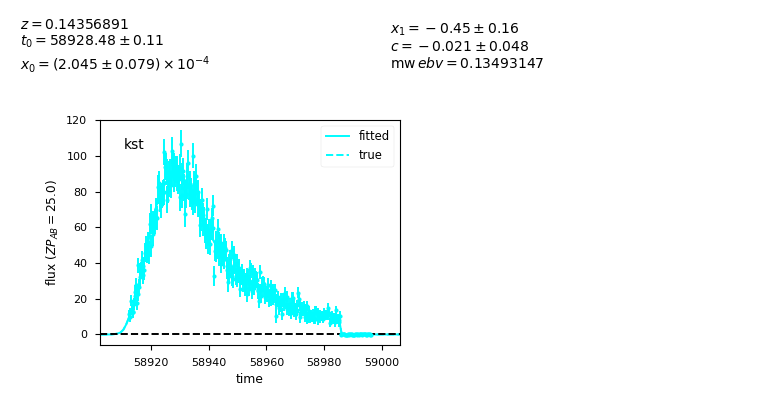 z = 0.14356891
t₀ = 58928.48 ± 0.11
x₀ = (2.045 ± 0.079) × 10⁻⁴
x₁ = −0.45 ± 0.16
c = −0.021 ± 0.048
mw ebv = 0.13493147
kst
fitted
true
flux (ZP_AB = 25.0)
120
100
80
60
40
20
0
58920 58940 58960 58980 59000
time